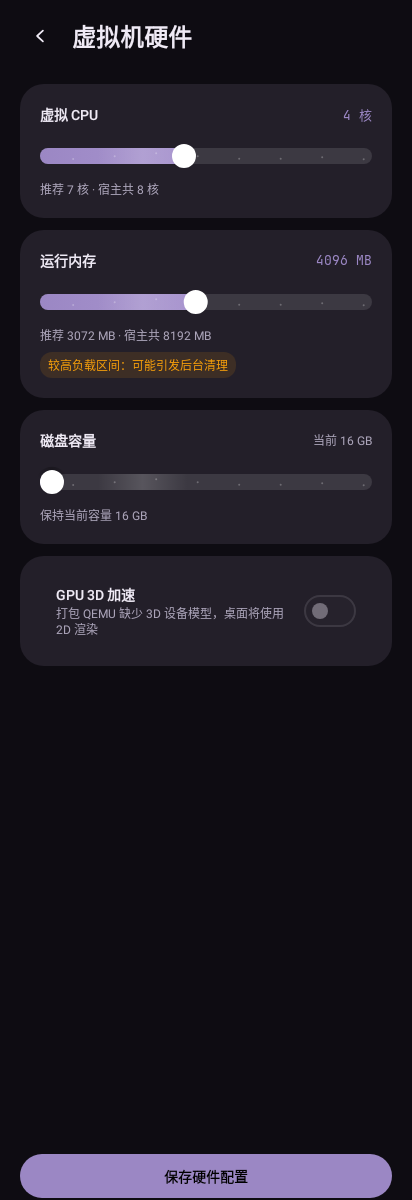 虚拟机硬件
虚拟 CPU
4 核
推荐 7 核 · 宿主共 8 核
运行内存
4096 MB
推荐 3072 MB · 宿主共 8192 MB
较高负载区间：可能引发后台清理
磁盘容量
当前 16 GB
保持当前容量 16 GB
GPU 3D 加速
打包 QEMU 缺少 3D 设备模型，桌面将使用
2D 渲染
保存硬件配置